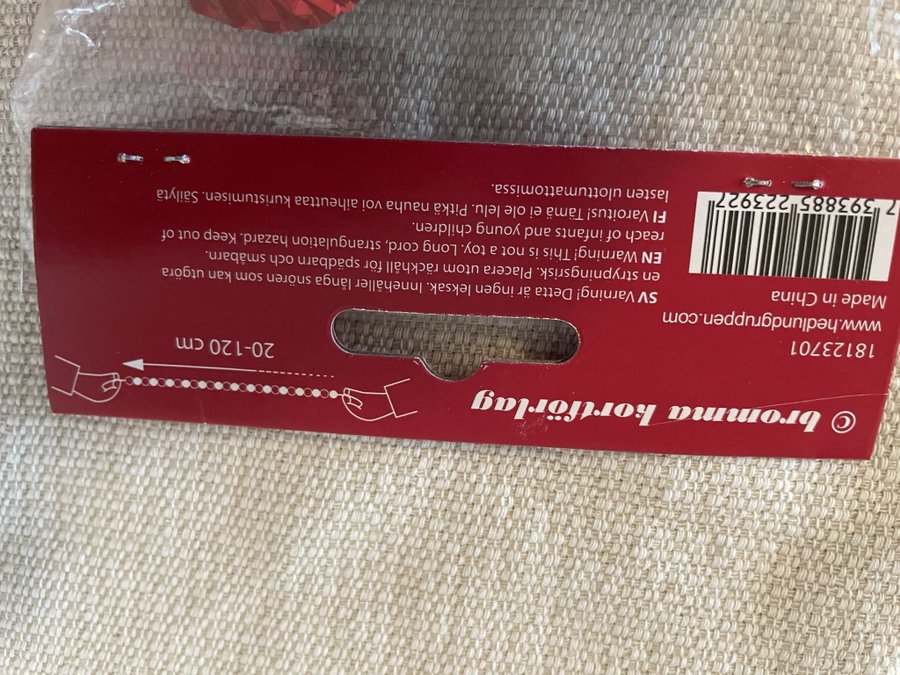 © bromma kortförlag
18123701
www.hedlundgruppen.com
Made in China
7 393885 223927
20-120 cm
SV Varning! Detta är ingen leksak. Innehåller långa snören som kan utgöra
en strypningsrisk. Placera utom räckhåll för spädbarn och småbarn.
EN Warning! This is not a toy. Long cord, strangulation hazard. Keep out of
reach of infants and young children.
FI Varoitus! Tämä ei ole lelu. Pitkä nauha voi aiheuttaa kuristumisen. Säilytä
lasten ulottumattomissa.